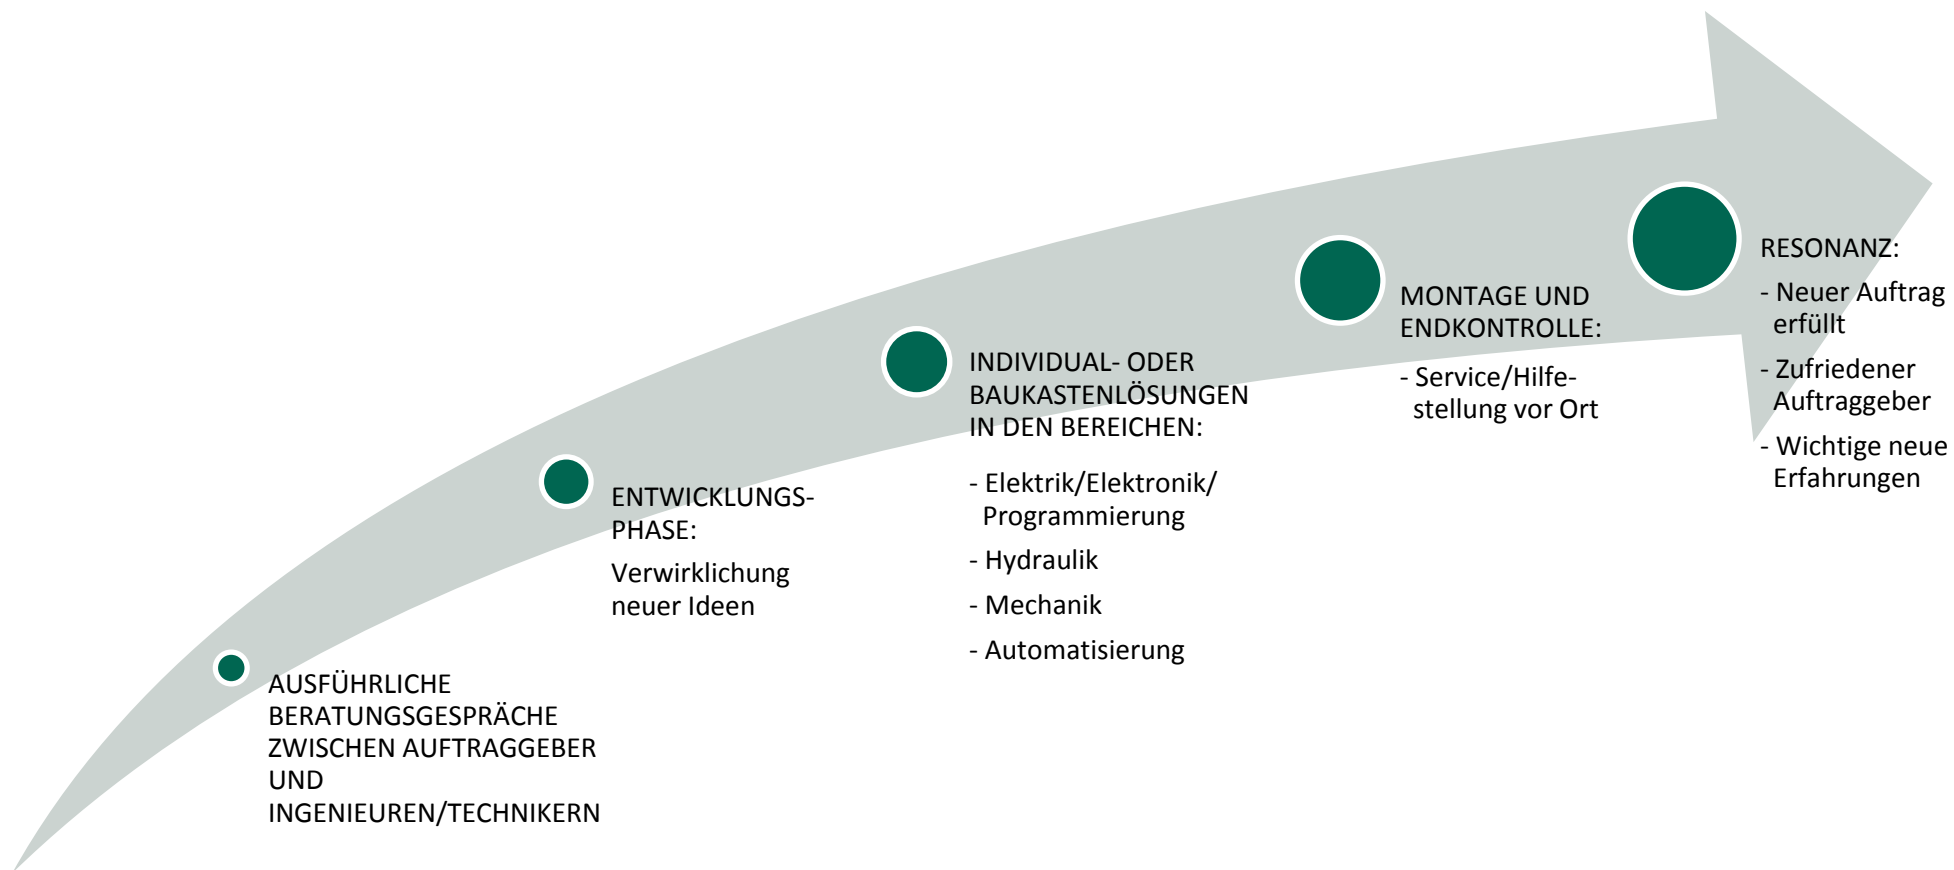 AUSFÜHRLICHE
BERATUNGSGESPRÄCHE
ZWISCHEN AUFTRAGGEBER
UND
INGENIEUREN/TECHNIKERN
ENTWICKLUNGS-
PHASE:
Verwirklichung
neuer Ideen
INDIVIDUAL- ODER
BAUKASTENLÖSUNGEN
IN DEN BEREICHEN:
- Elektrik/Elektronik/
Programmierung
- Hydraulik
- Mechanik
- Automatisierung
MONTAGE UND
ENDKONTROLLE:
- Service/Hilfe-
stellung vor Ort
RESONANZ:
- Neuer Auftrag
erfüllt
- Zufriedener
Auftraggeber
- Wichtige neue
Erfahrungen